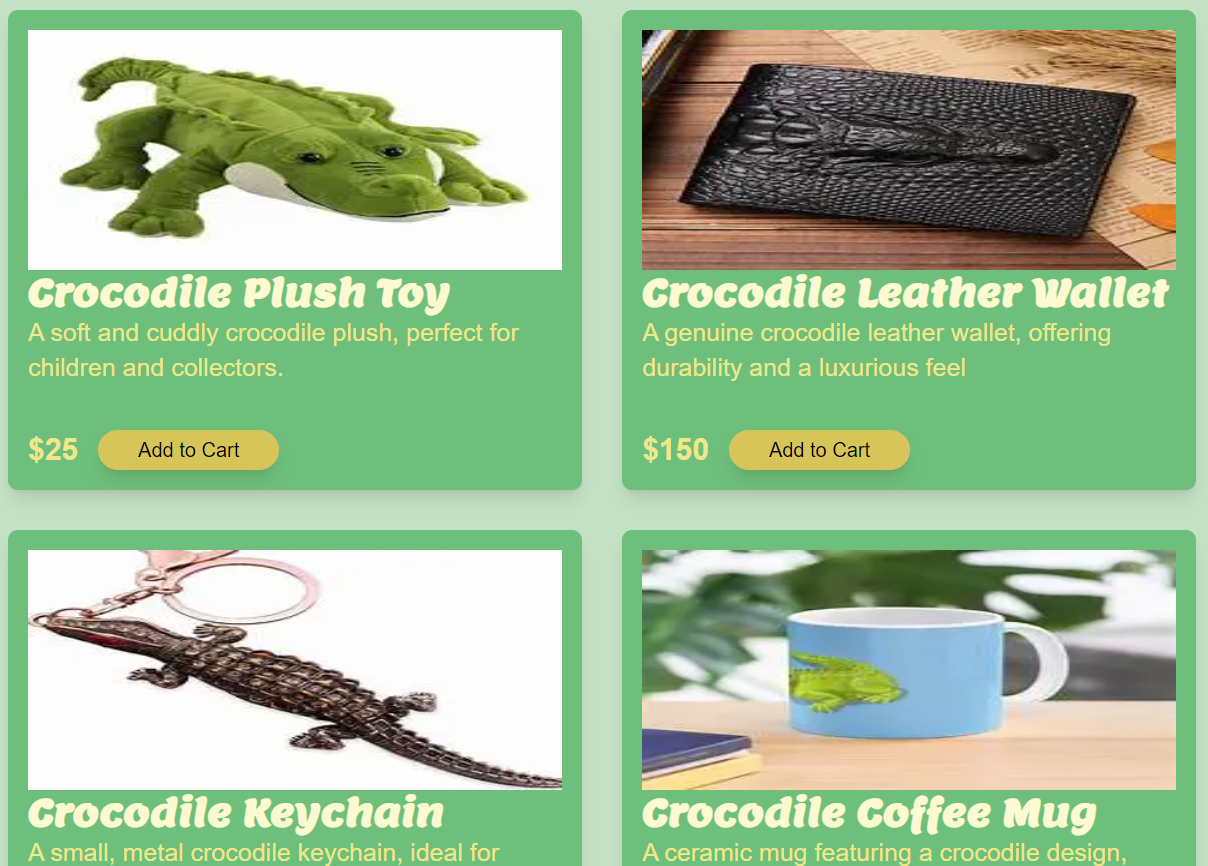 Crocodile Plush Toy
A soft and cuddly crocodile plush, perfect for
children and collectors.
$25
Add to Cart
Crocodile Leather Wallet
A genuine crocodile leather wallet, offering
durability and a luxurious feel
$150
Add to Cart
Crocodile Keychain
A small, metal crocodile keychain, ideal for
Crocodile Coffee Mug
A ceramic mug featuring a crocodile design,